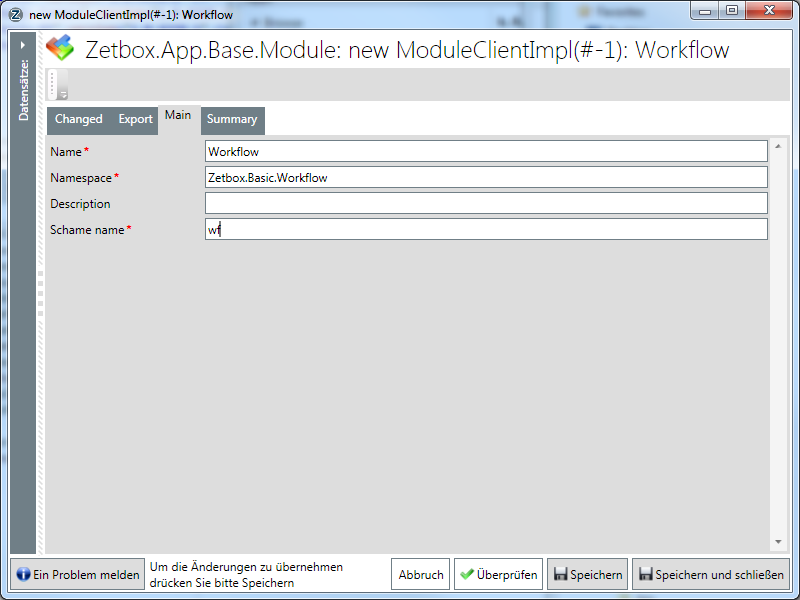 new ModuleClientImpl(#-1): Workflow
Zetbox.App.Base.Module: new ModuleClientImpl(#-1): Workflow
Datensätze:
Changed Export Main Summary
Name* Workflow
Namespace* Zetbox.Basic.Workflow
Description
Schame name* wf
Ein Problem melden
Um die Änderungen zu übernehmen
drücken Sie bitte Speichern
Abbruch Überprüfen Speichern Speichern und schließen